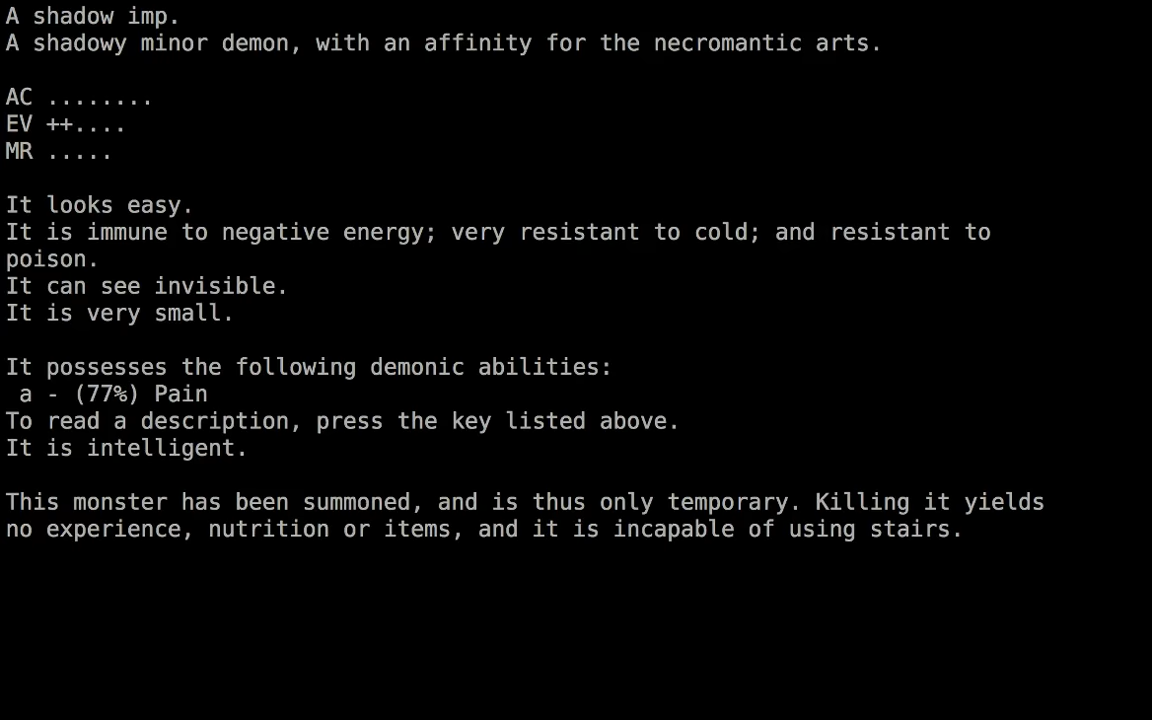 A shadow imp.
A shadowy minor demon, with an affinity for the necromantic arts.
AC ........
EV ++....
MR .....
It looks easy.
It is immune to negative energy; very resistant to cold; and resistant to
poison.
It can see invisible.
It is very small.
It possesses the following demonic abilities:
a - (77%) Pain
To read a description, press the key listed above.
It is intelligent.
This monster has been summoned, and is thus only temporary. Killing it yields
no experience, nutrition or items, and it is incapable of using stairs.